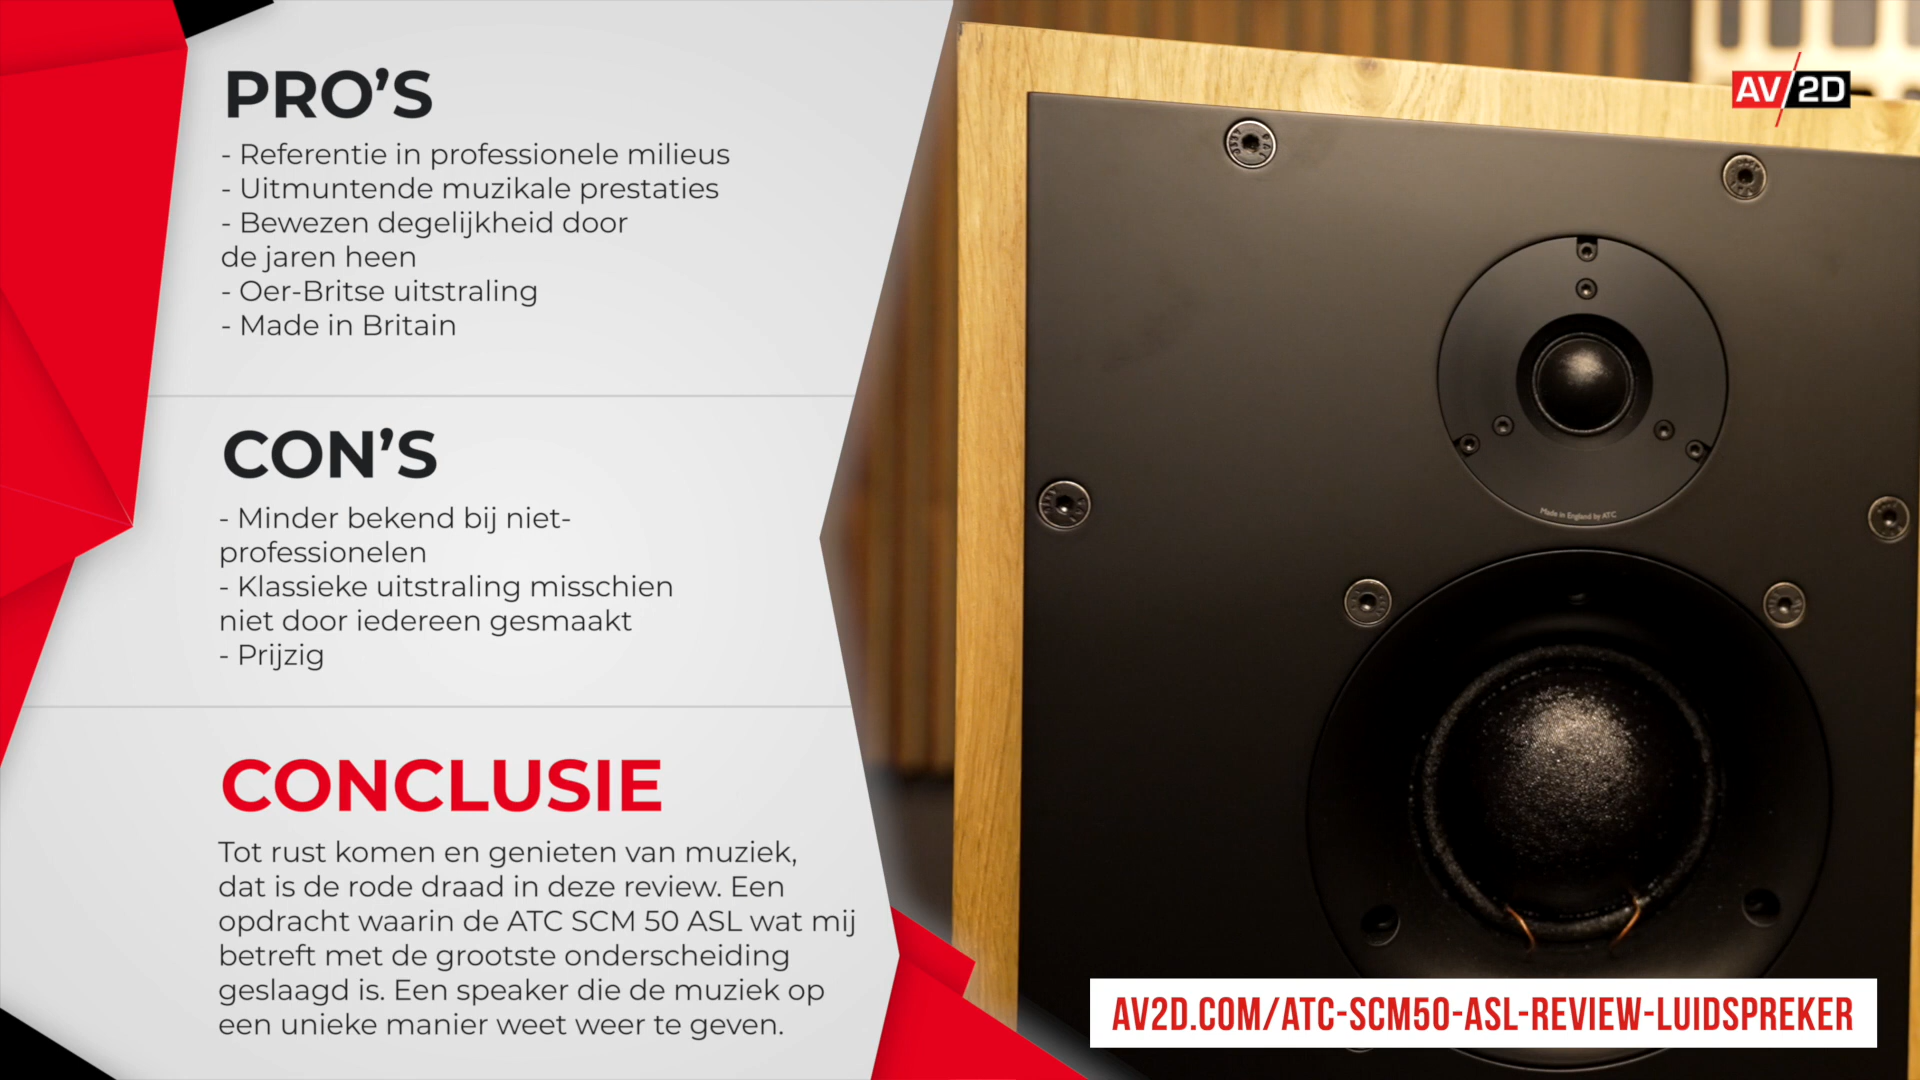 PRO’S
- Referentie in professionele milieus
- Uitmuntende muzikale prestaties
- Bewezen degelijkheid door
de jaren heen
- Oer-Britse uitstraling
- Made in Britain
CON’S
- Minder bekend bij niet-
professionelen
- Klassieke uitstraling misschien
niet door iedereen gesmaakt
- Prijzig
CONCLUSIE
Tot rust komen en genieten van muziek,
dat is de rode draad in deze review. Een
opdracht waarin de ATC SCM 50 ASL wat mij
betreft met de grootste onderscheiding
geslaagd is. Een speaker die de muziek op
een unieke manier weet weer te geven.
AV/2D
Made in England by ATC
AV2D.COM/ATC-SCM50-ASL-REVIEW-LUIDSPREKER